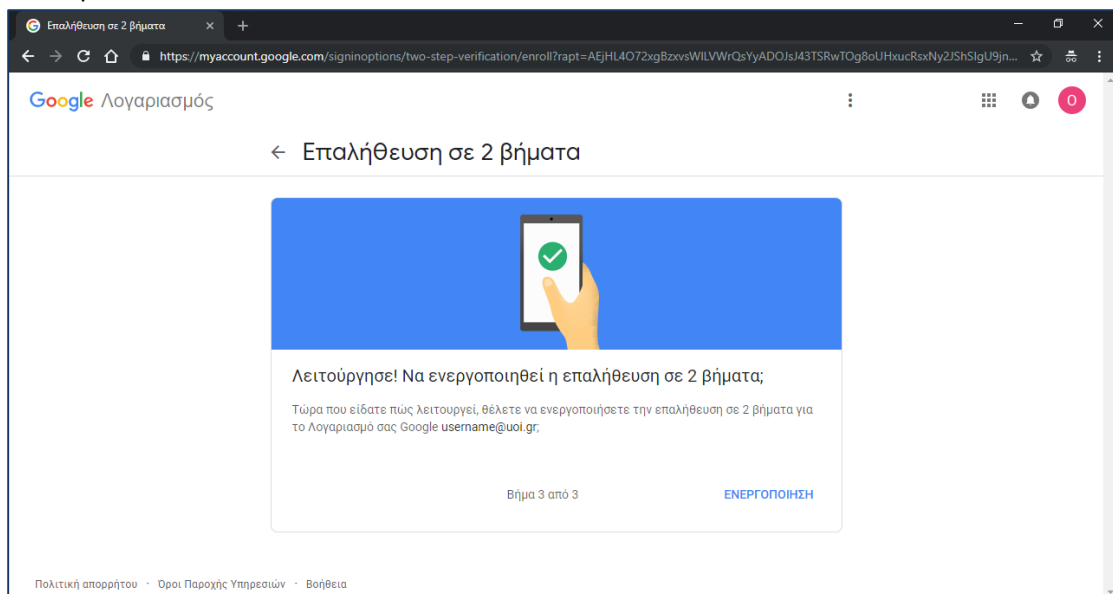 Επαλήθευση σε 2 βήματα
https://myaccount.google.com/signinoptions/two-step-verification/enroll?rapt=AEjHL4O72xgBzxvsWILVWrQsYyADOJsJ43TSRwTOg8oUHxucRsxNy2JShSIgU9jn...
Google Λογαριασμός
O
Επαλήθευση σε 2 βήματα
Λειτούργησε! Να ενεργοποιηθεί η επαλήθευση σε 2 βήματα;
Τώρα που είδατε πώς λειτουργεί, θέλετε να ενεργοποιήσετε την επαλήθευση σε 2 βήματα για
το Λογαριασμό σας Google username@uoi.gr;
Βήμα 3 από 3 ΕΝΕΡΓΟΠΟΙΗΣΗ
Πολιτική απορρήτου · Όροι Παροχής Υπηρεσιών · Βοήθεια